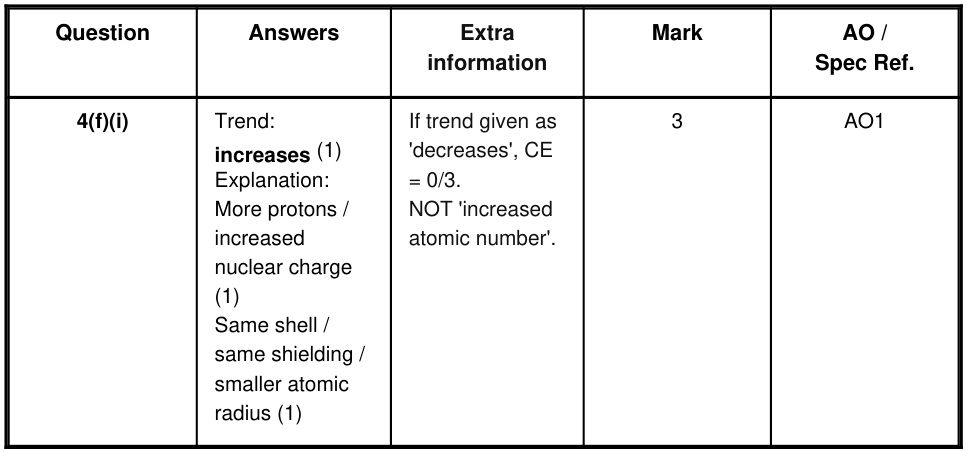 Question
Answers
Extra
information
Mark
AO /
Spec Ref.
4(f)(i)
Trend:
increases (1)
Explanation:
More protons /
increased
nuclear charge
(1)
Same shell /
same shielding /
smaller atomic
radius (1)
If trend given as
'decreases', CE
= 0/3.
NOT 'increased
atomic number'.
3
AO1